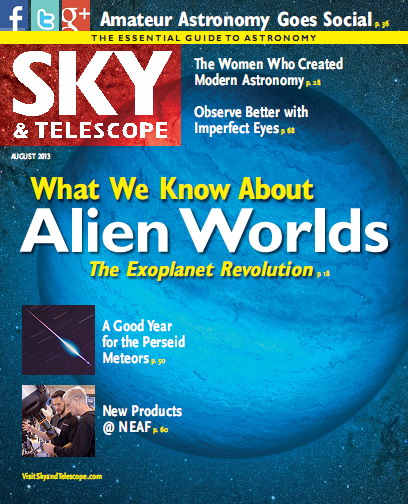 f t g+ Amateur Astronomy Goes Social p. 36
THE ESSENTIAL GUIDE TO ASTRONOMY
SKY
& TELESCOPE
The Women Who Created
Modern Astronomy p. 28
Observe Better with
Imperfect Eyes p 68
AUGUST 2013
What We Know About
Alien Worlds
The Exoplanet Revolution p 18
A Good Year
for the Perseid
Meteors p. 50
New Products
@ NEAF p. 60
VisitSkyandTelescope.com